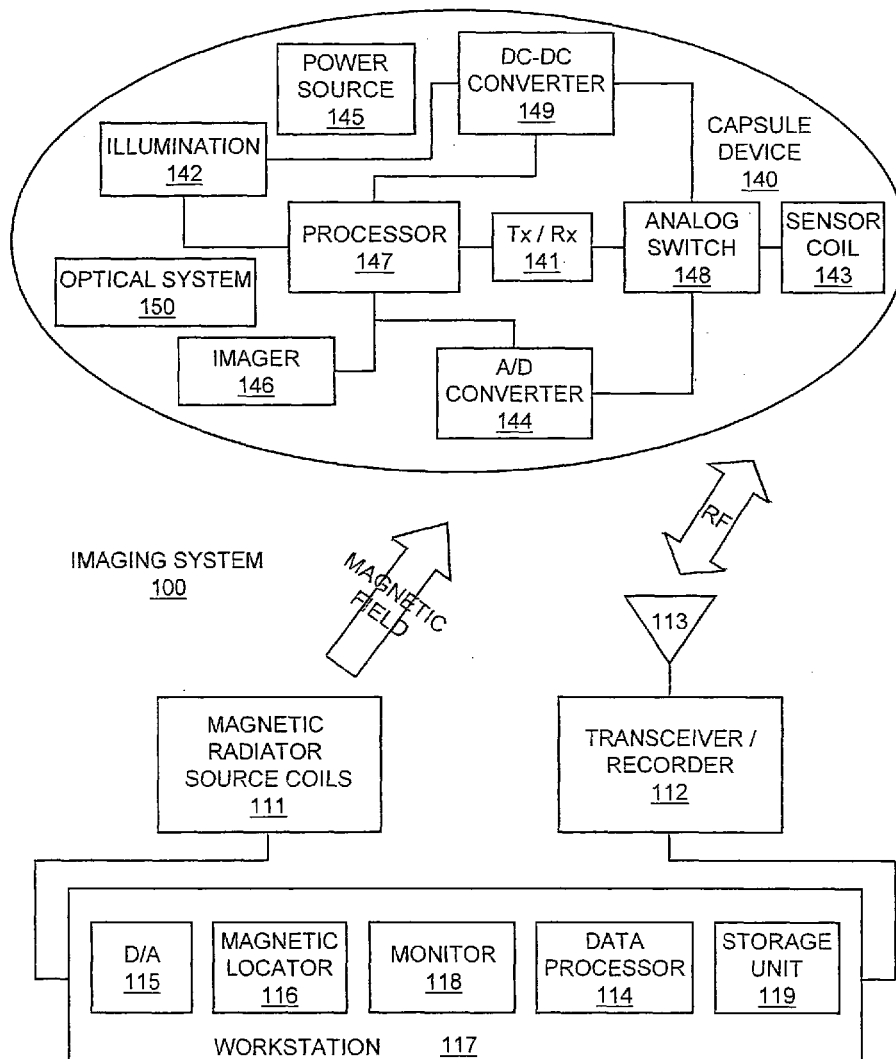 POWER
SOURCE
145
DC-DC
CONVERTER
149
CAPSULE
DEVICE
140
ILLUMINATION
142
PROCESSOR
147
Tx / Rx
141
ANALOG
SWITCH
148
SENSOR
COIL
143
OPTICAL SYSTEM
150
IMAGER
146
A/D
CONVERTER
144
RF
IMAGING SYSTEM
100
MAGNETIC
FIELD
113
MAGNETIC
RADIATOR
SOURCE COILS
111
TRANSCEIVER /
RECORDER
112
D/A
115
MAGNETIC
LOCATOR
116
MONITOR
118
DATA
PROCESSOR
114
STORAGE
UNIT
119
WORKSTATION 117